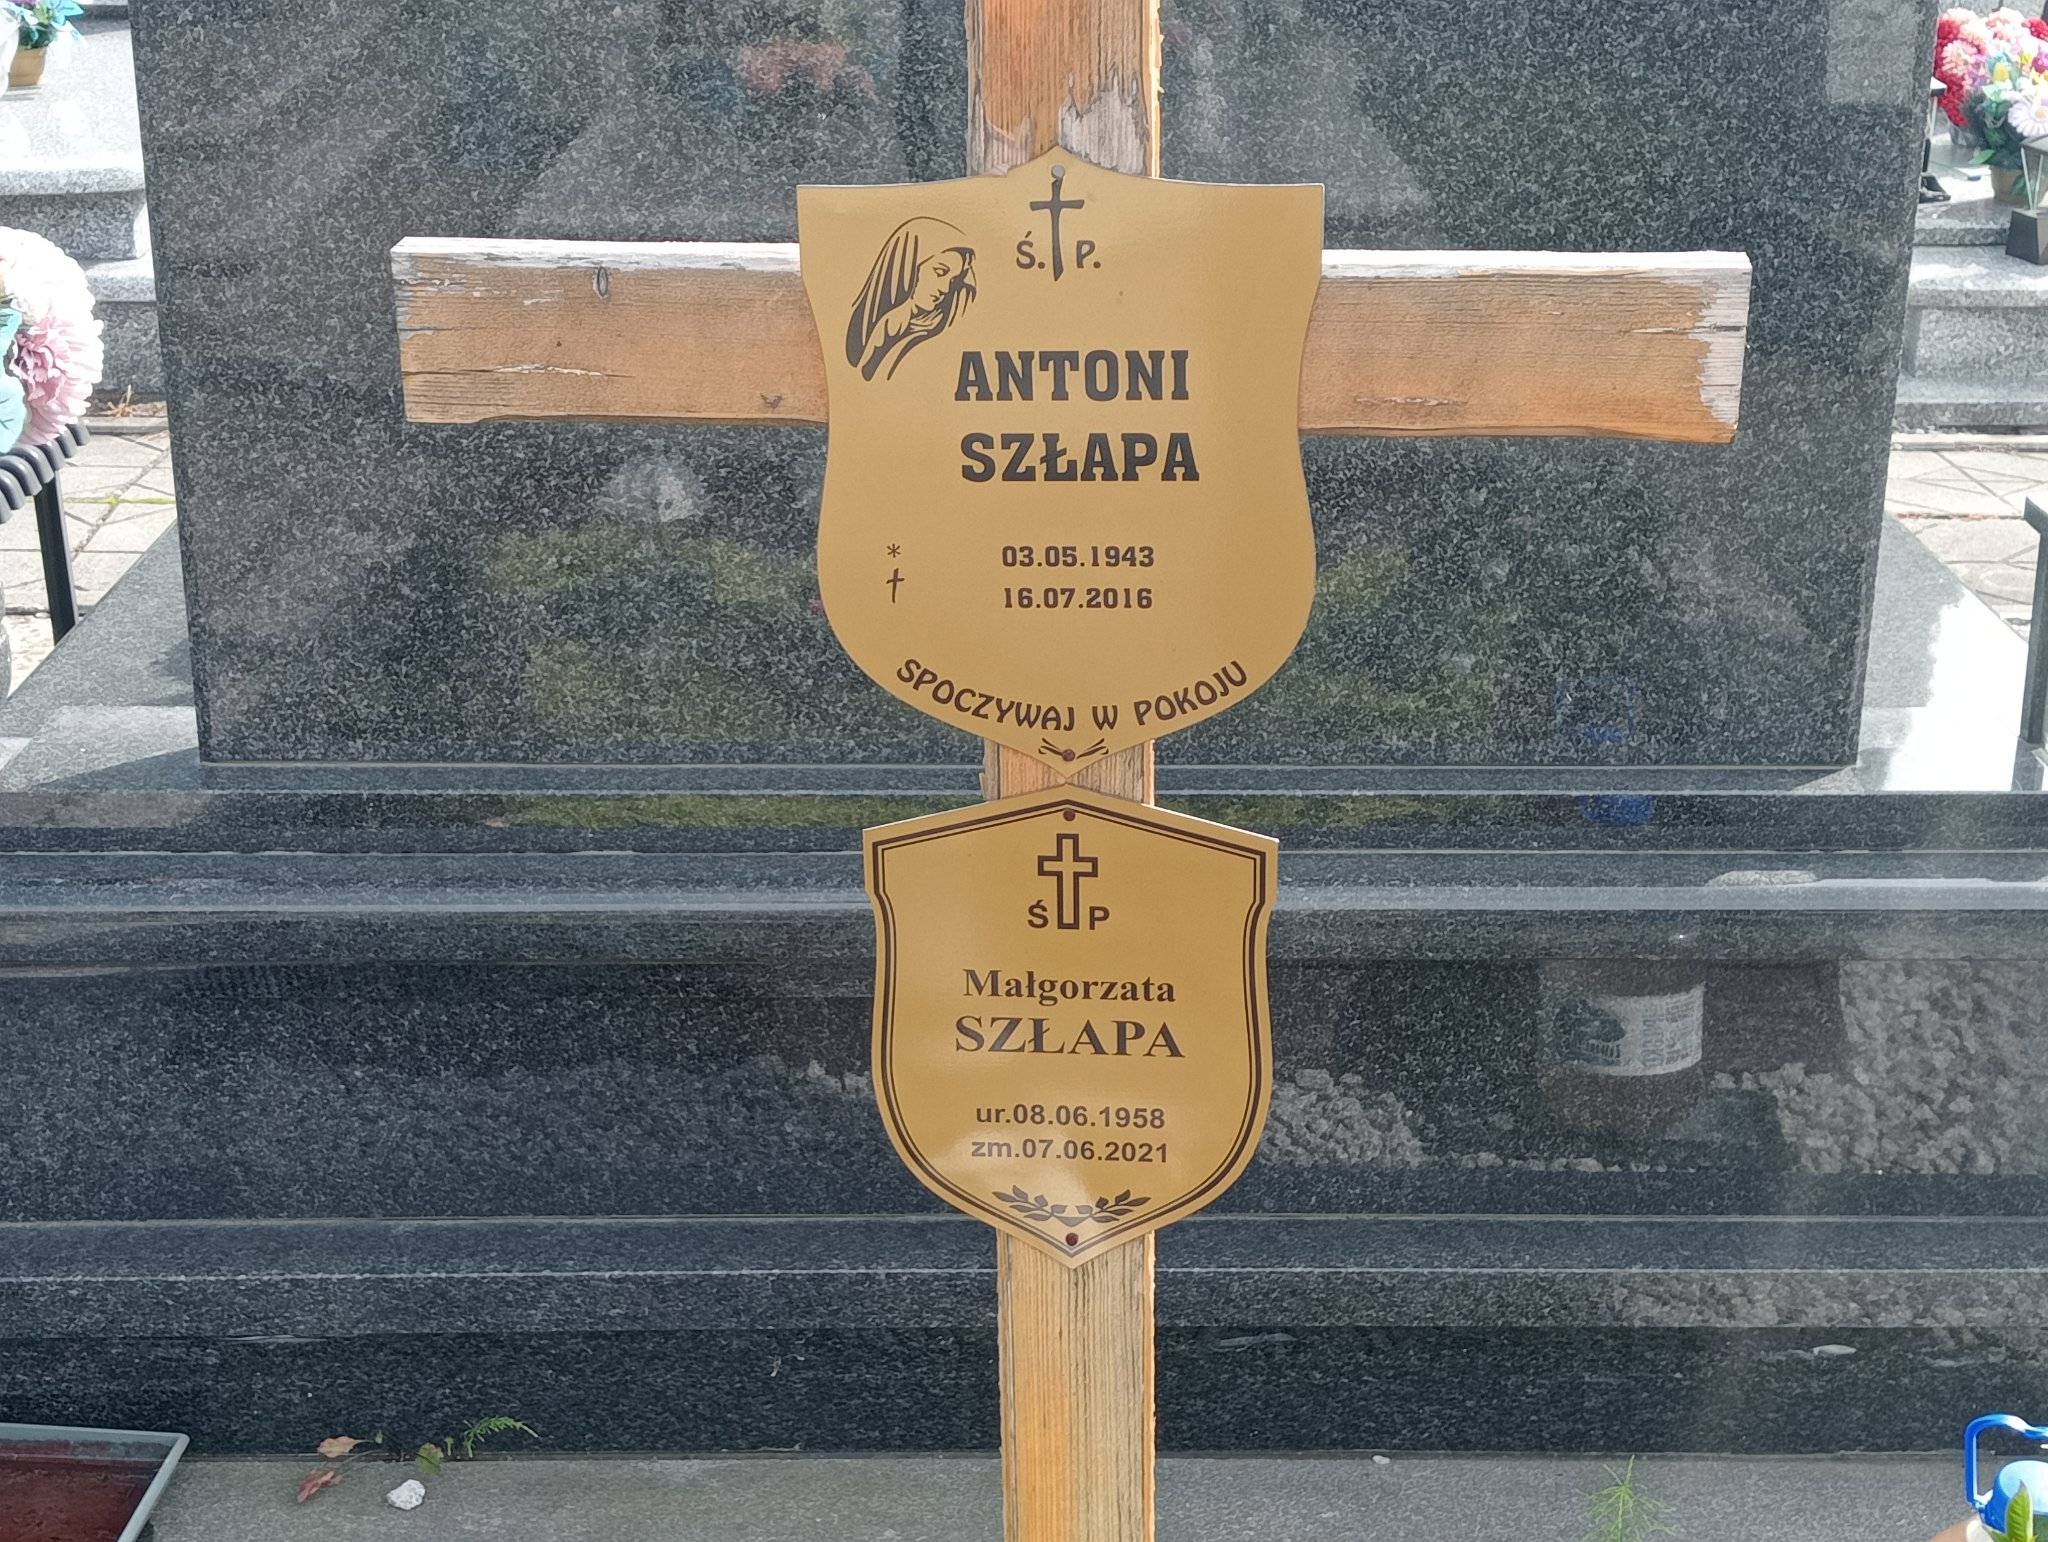 Ś. P.
ANTONI
SZŁAPA
* 03.05.1943
† 16.07.2016
SPOCZYWAJ W POKOJU
Ś P
Małgorzata
SZŁAPA
ur.08.06.1958
zm.07.06.2021